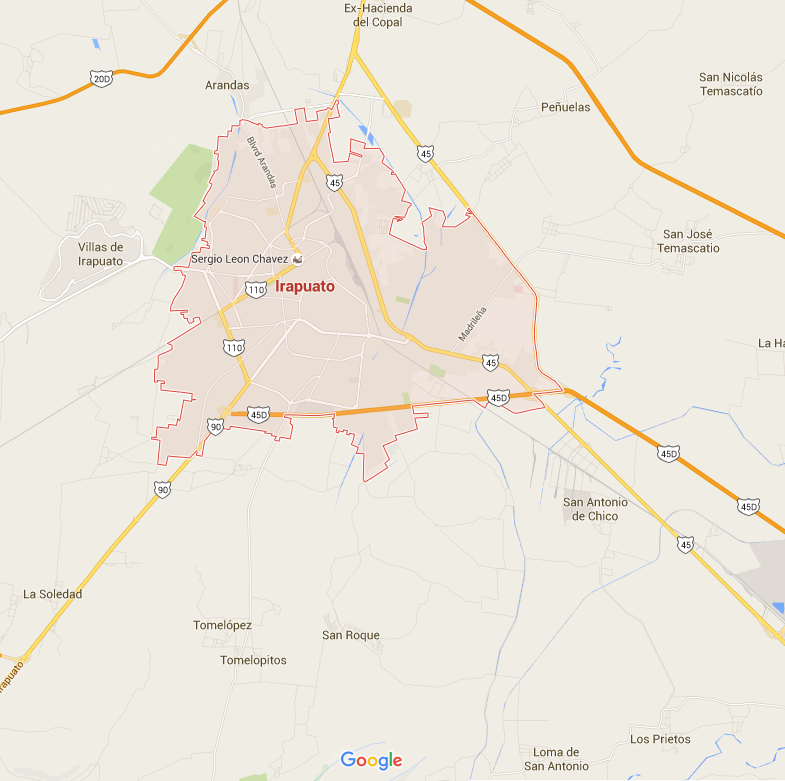 Ex-Hacienda
del Copal
20D
Arandas
San Nicolás
Temascatío
Peñuelas
Blvrd Arandas
45
45
Villas de
Irapuato
San José
Temascatio
Sergio Leon Chavez
110
Irapuato
Madrileña
110
La Ha
45
45D
45D
90
45D
90
San Antonio
de Chico
45D
45
La Soledad
Tomelópez
San Roque
Tomelopitos
Irapuato
Los Prietos
Loma de
San Antonio
Google